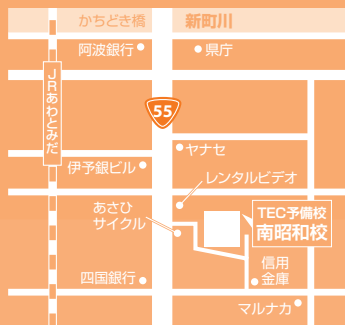 かちどき橋
新町川
阿波銀行
県庁
JRあわとみだ
55
ヤナセ
伊予銀ビル
レンタルビデオ
あさひ
サイクル
TEC予備校
南昭和校
信用
金庫
四国銀行
マルナカ